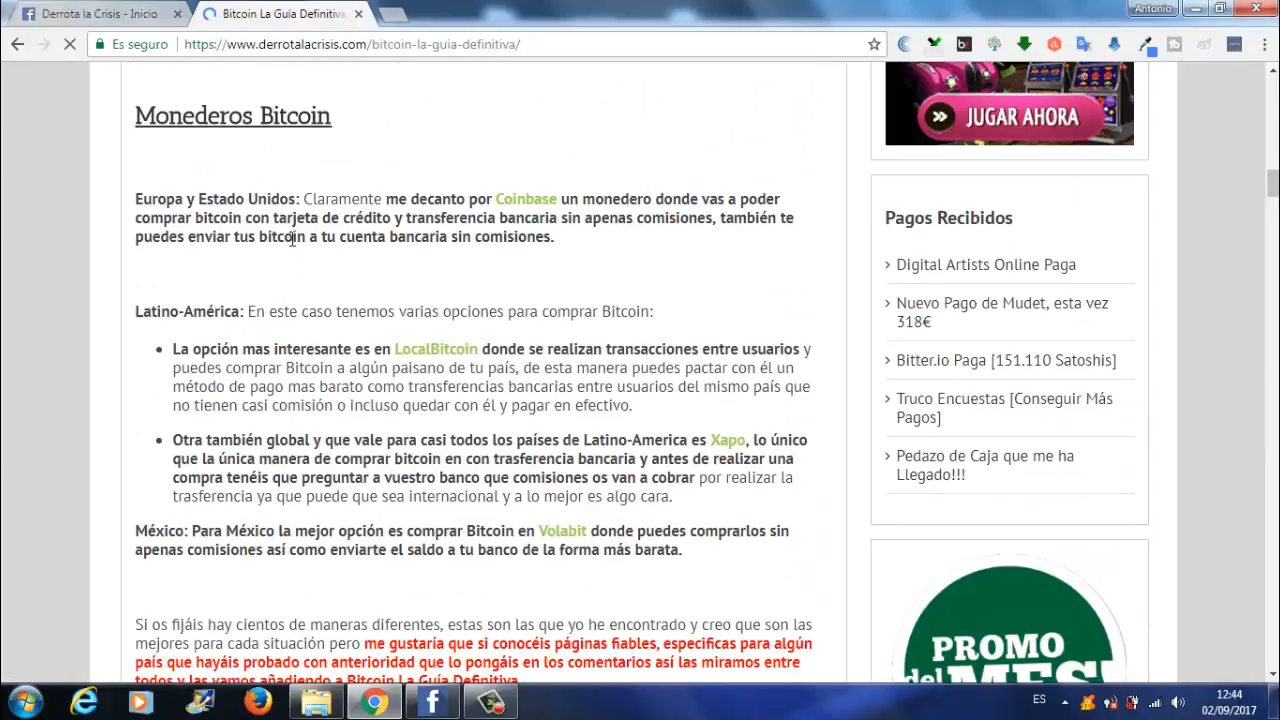 Derrota la Crisis - Inicio
Bitcoin La Guía Definitiva
Antonio
Es seguro
https://www.derrotalacrisis.com/bitcoin-la-guia-definitiva/
Monederos Bitcoin
Europa y Estado Unidos: Claramente me decanto por Coinbase un monedero donde vas a poder
comprar bitcoin con tarjeta de crédito y transferencia bancaria sin apenas comisiones, también te
puedes enviar tus bitcoin a tu cuenta bancaria sin comisiones.
Latino-América: En este caso tenemos varias opciones para comprar Bitcoin:
La opción mas interesante es en LocalBitcoin donde se realizan transacciones entre usuarios y
puedes comprar Bitcoin a algún paisano de tu país, de esta manera puedes pactar con él un
método de pago mas barato como transferencias bancarias entre usuarios del mismo país que
no tienen casi comisión o incluso quedar con él y pagar en efectivo.
Otra también global y que vale para casi todos los países de Latino-America es Xapo, lo único
que la única manera de comprar bitcoin en con trasferencia bancaria y antes de realizar una
compra tenéis que preguntar a vuestro banco que comisiones os van a cobrar por realizar la
trasferencia ya que puede que sea internacional y a lo mejor es algo cara.
México: Para México la mejor opción es comprar Bitcoin en Volabit donde puedes comprarlos sin
apenas comisiones así como enviarte el saldo a tu banco de la forma más barata.
Si os fijáis hay cientos de maneras diferentes, estas son las que yo he encontrado y creo que son las
mejores para cada situación pero me gustaría que si conocéis páginas fiables, especificas para algún
país que hayáis probado con anterioridad que lo pongáis en los comentarios así las miramos entre
todos y las vamos añadiendo a Bitcoin La Guía Definitiva.
JUGAR AHORA
Pagos Recibidos
Digital Artists Online Paga
Nuevo Pago de Mudet, esta vez
318€
Bitter.io Paga [151.110 Satoshis]
Truco Encuestas [Conseguir Más
Pagos]
Pedazo de Caja que me ha
Llegado!!!
PROMO
del MES!
ES
12:44
02/09/2017